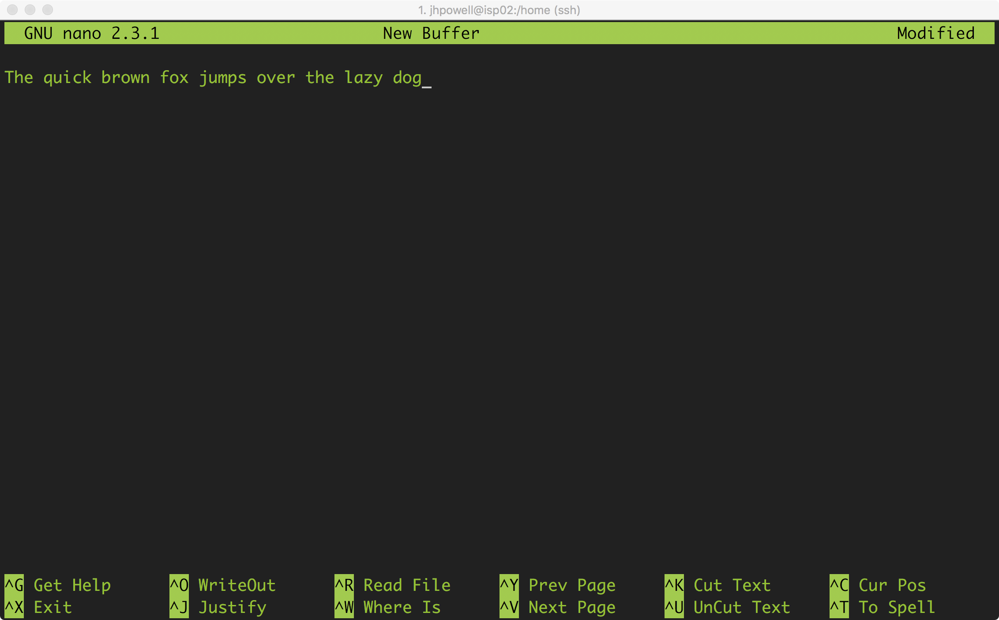 1. jhpowell@isp02:/home (ssh)
GNU nano 2.3.1 New Buffer Modified
The quick brown fox jumps over the lazy dog_
^G Get Help ^O WriteOut ^R Read File ^Y Prev Page ^K Cut Text ^C Cur Pos
^X Exit ^J Justify ^W Where Is ^V Next Page ^U UnCut Text ^T To Spell